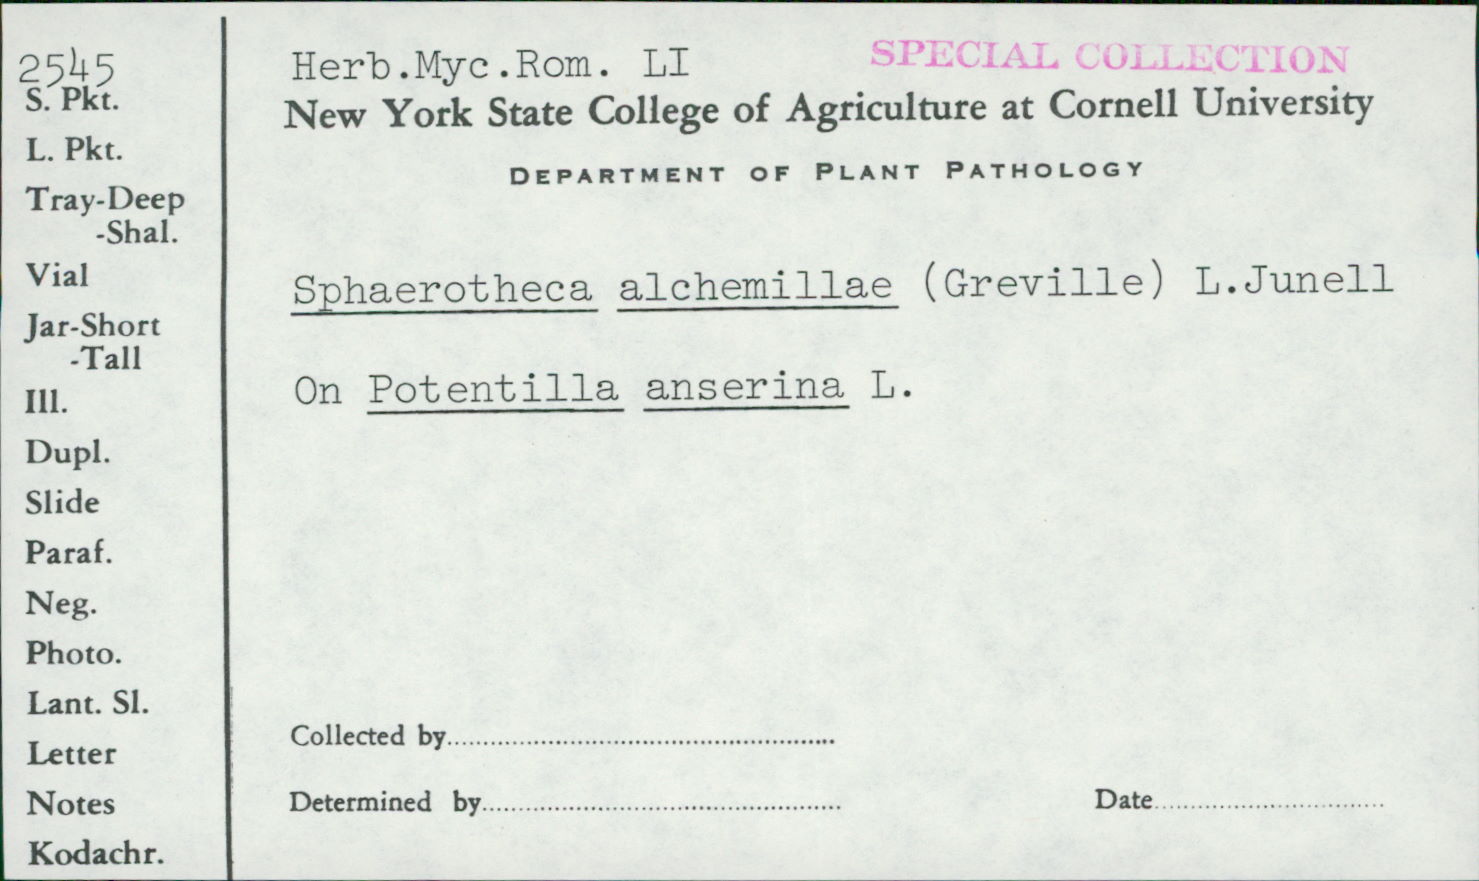 2545
S. Pkt.
L. Pkt.
Tray-Deep
-Shal.
Vial
Jar-Short
-Tall
Ill.
Dupl.
Slide
Paraf.
Neg.
Photo.
Lant. Sl.
Letter
Notes
Kodachr.
Herb.Myc.Rom. LI
SPECIAL COLLECTION
New York State College of Agriculture at Cornell University
DEPARTMENT OF PLANT PATHOLOGY
Sphaerotheca alchemillae (Greville) L.Junell
On Potentilla anserina L.
Collected by
Determined by
Date